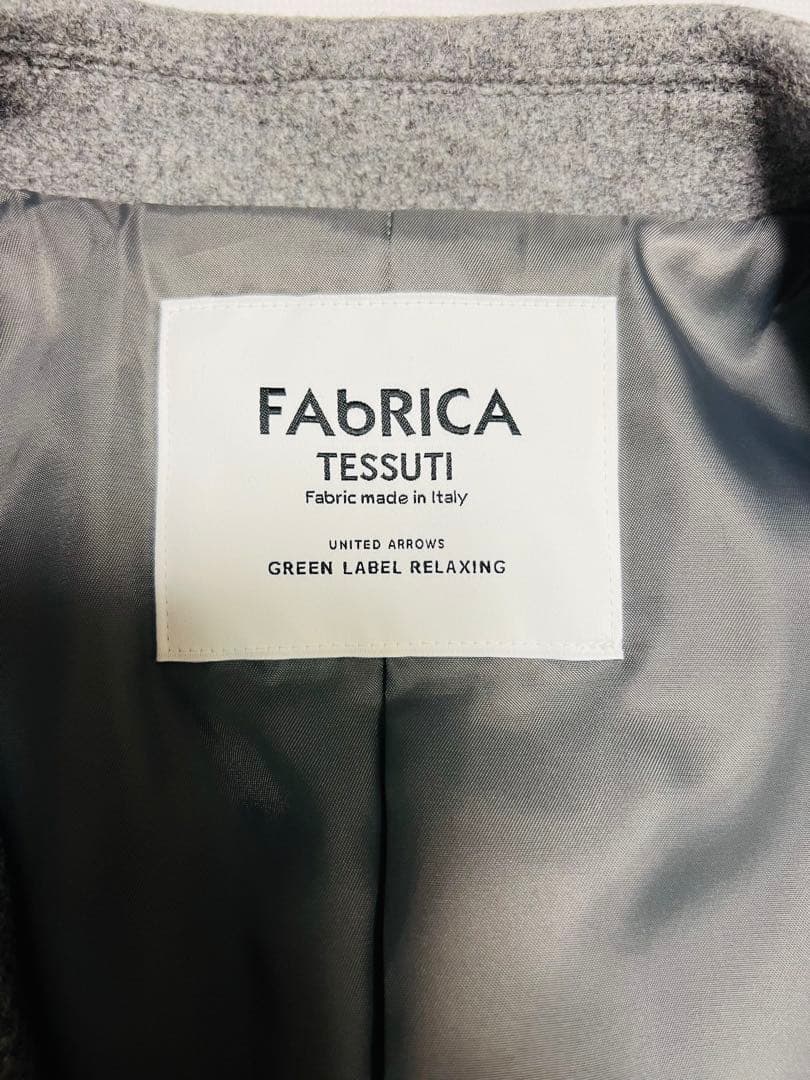 FAbRICA
TESSUTI
Fabric made in Italy
UNITED ARROWS
GREEN LABEL RELAXING